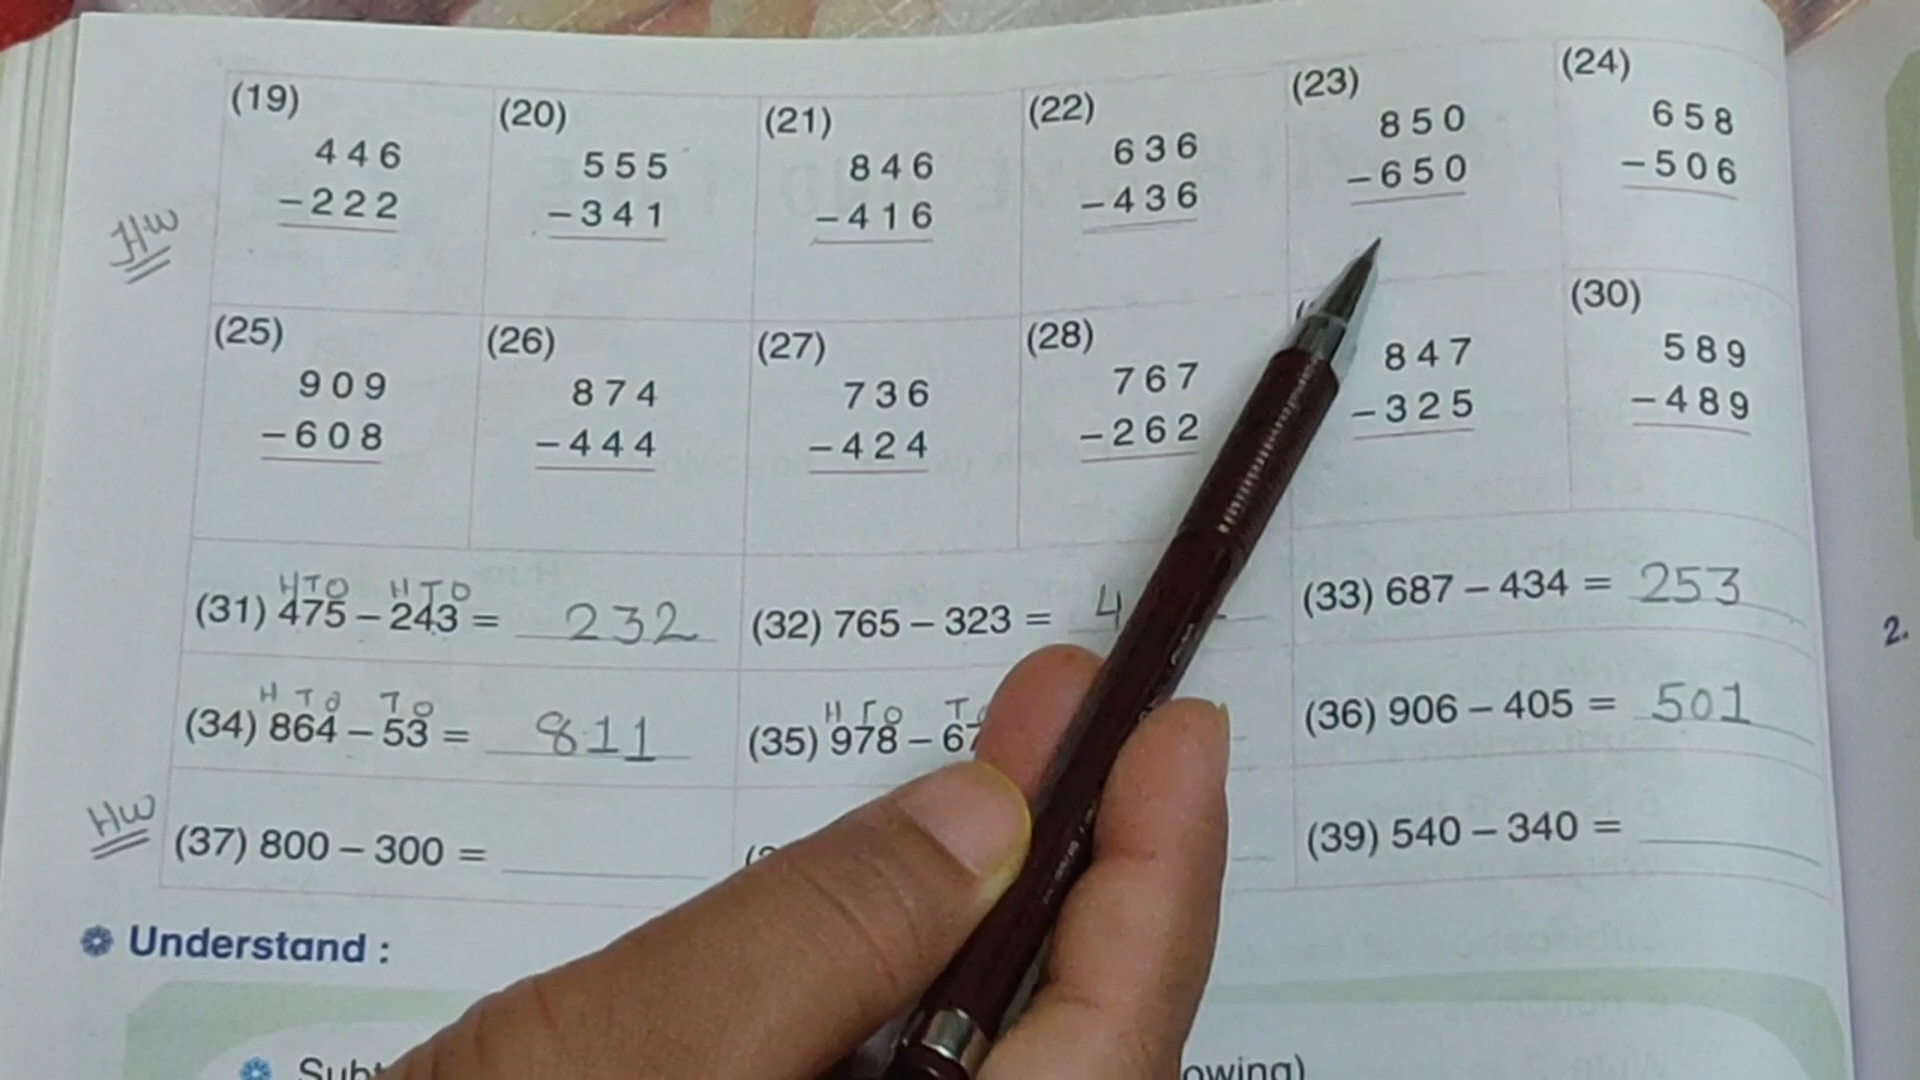 (19) (20) (21) (22) (23) (24)
446 555 846 636 850 658
-222 -341 -416 -436 -650 -506
HW
(25) (26) (27) (28) (30)
909 874 736 767 847 589
-608 -444 -424 -262 -325 -489
HTO HTO
(31) 475 – 243 = 232 (32) 765 – 323 = 4 (33) 687 – 434 = 253
HTO TO HTO T
(34) 864 – 53 = 811 (35) 978 – 67 (36) 906 – 405 = 501
HW
(37) 800 – 300 = (39) 540 – 340 =
Understand :
2.